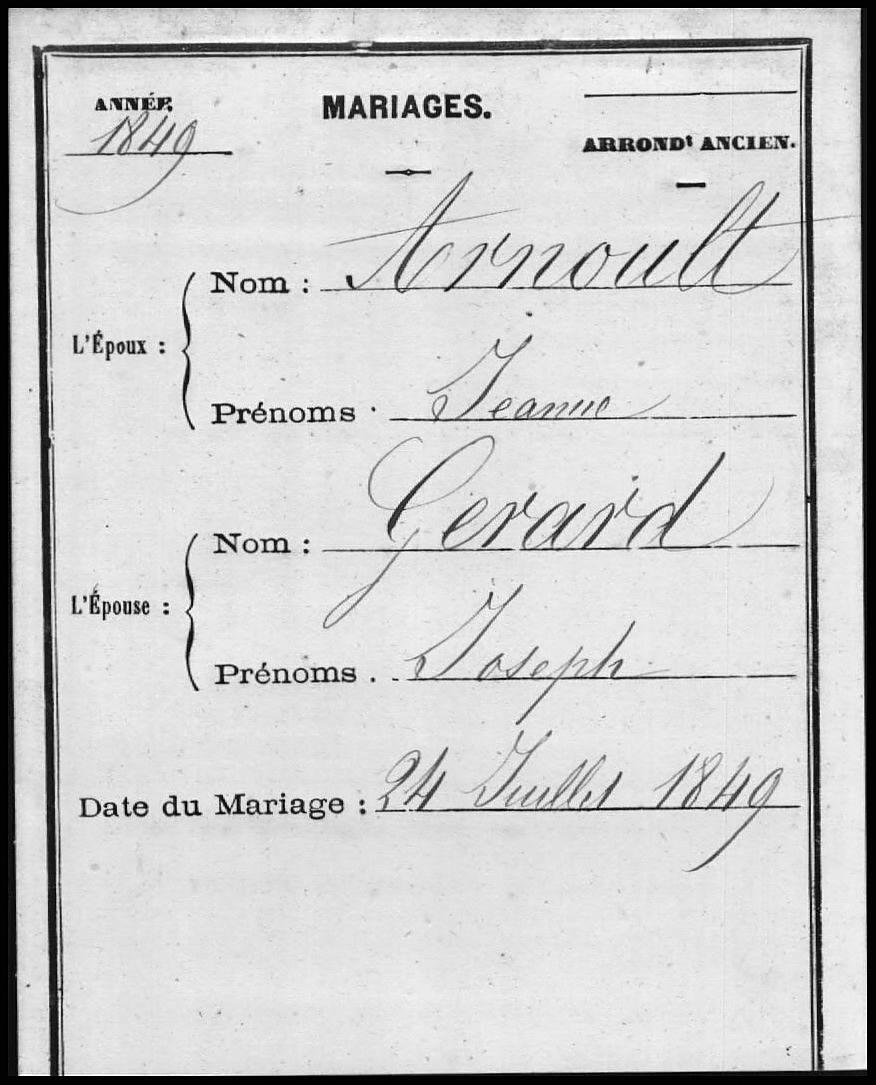 ANNÉE
1849
MARIAGES.
ARRONDt ANCIEN.
L'Époux :
Nom : Arnoult
Prénoms Jeanne
L'Épouse :
Nom : Gerard
Prénoms . Joseph
Date du Mariage : 24 Juillet 1849